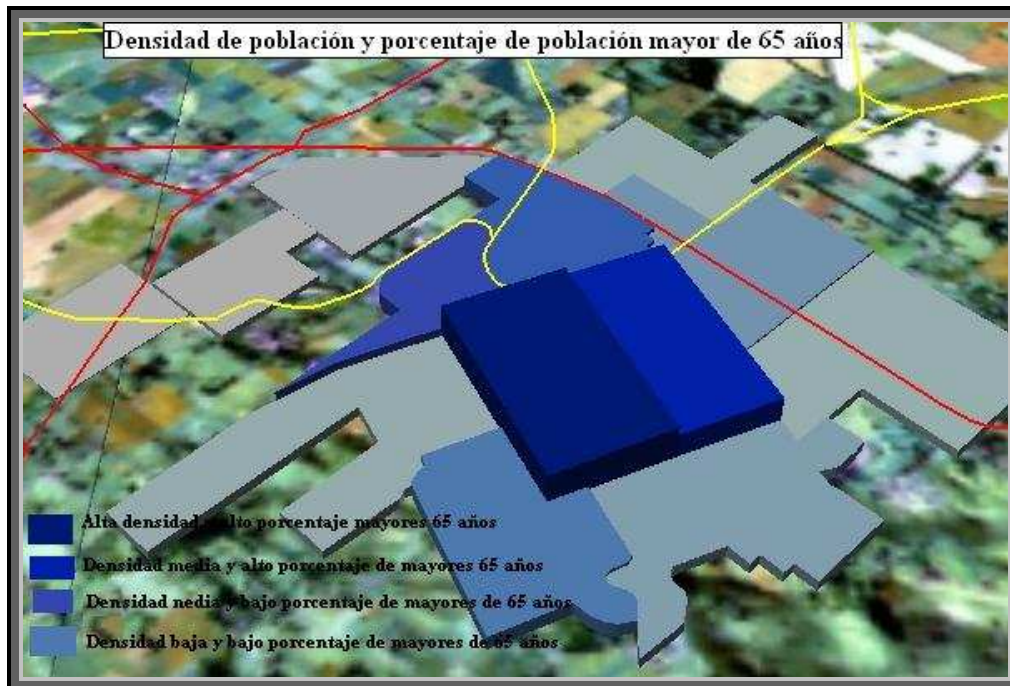 Densidad de población y porcentaje de población mayor de 65 años
Alta densidad y alto porcentaje mayores 65 años
Densidad media y alto porcentaje de mayores 65 años
Densidad nedia y bajo porcentaje de mayores de 65 años
Densidad baja y bajo porcentaje de mayores de 65 años